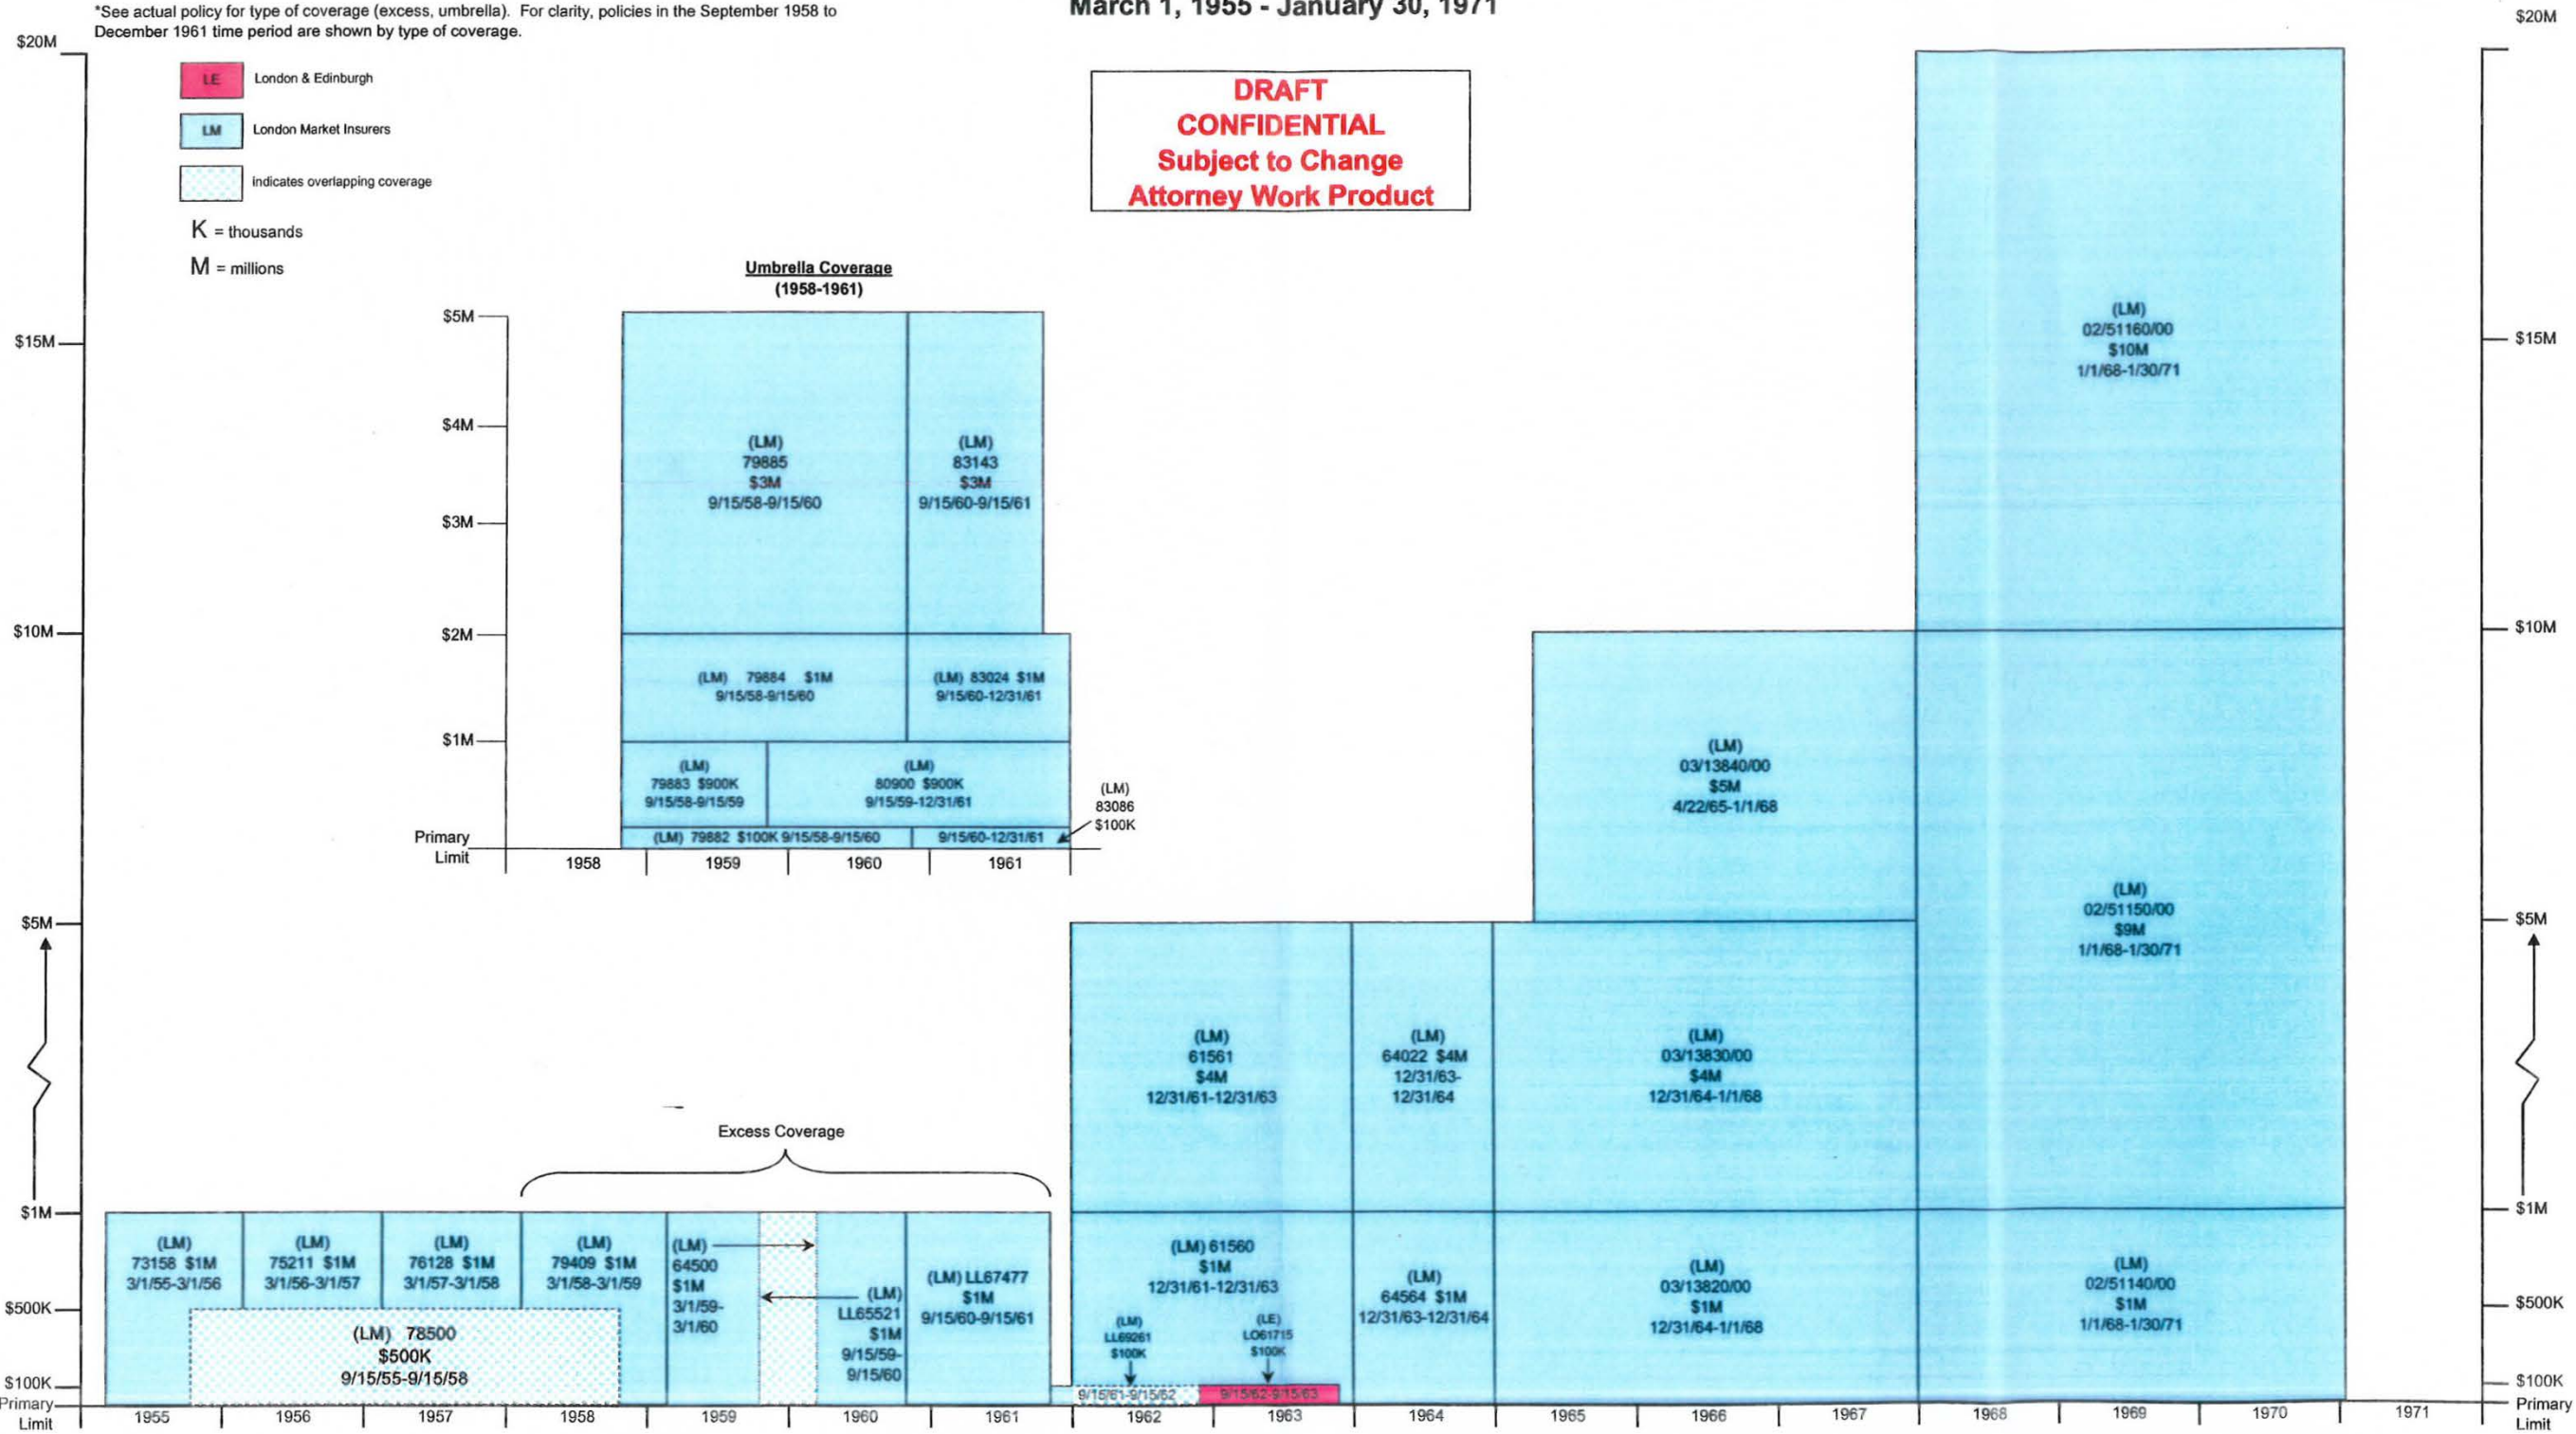 March 1, 1955 - January 30, 1971
*See actual policy for type of coverage (excess, umbrella). For clarity, policies in the September 1958 to
December 1961 time period are shown by type of coverage.
$20M
$15M
$10M
$5M
$1M
$500K
$100K
Primary
Limit
LE London & Edinburgh
LM London Market Insurers
indicates overlapping coverage
K = thousands
M = millions
DRAFT
CONFIDENTIAL
Subject to Change
Attorney Work Product
Umbrella Coverage
(1958-1961)
$5M
$4M
$3M
$2M
$1M
Primary
Limit
(LM)
79885
$3M
9/15/58-9/15/60
(LM)
83143
$3M
9/15/60-9/15/61
(LM) 79884 $1M
9/15/58-9/15/60
(LM) 83024 $1M
9/15/60-12/31/61
(LM)
79883 $900K
9/15/58-9/15/59
(LM)
80900 $900K
9/15/59-12/31/61
(LM)
83086
$100K
(LM) 79882 $100K 9/15/58-9/15/60
9/15/60-12/31/61
1958 1959 1960 1961
Excess Coverage
(LM)
73158 $1M
3/1/55-3/1/56
(LM)
75211 $1M
3/1/56-3/1/57
(LM)
76128 $1M
3/1/57-3/1/58
(LM)
79409 $1M
3/1/58-3/1/59
(LM) 78500
$500K
9/15/55-9/15/58
(LM)
64500
$1M
3/1/59-
3/1/60
(LM)
LL65521
$1M
9/15/59-
9/15/60
(LM) LL67477
$1M
9/15/60-9/15/61
(LM)
61561
$4M
12/31/61-12/31/63
(LM) 61560
$1M
12/31/61-12/31/63
(LM)
LL69261
$100K
9/15/61-9/15/62
(LE)
LO61715
$100K
9/15/62-9/15/63
(LM)
64022 $4M
12/31/63-
12/31/64
(LM)
64564 $1M
12/31/63-12/31/64
(LM)
03/13840/00
$5M
4/22/65-1/1/68
(LM)
03/13830/00
$4M
12/31/64-1/1/68
(LM)
03/13820/00
$1M
12/31/64-1/1/68
(LM)
02/51160/00
$10M
1/1/68-1/30/71
(LM)
02/51150/00
$9M
1/1/68-1/30/71
(LM)
02/51140/00
$1M
1/1/68-1/30/71
1955 1956 1957 1958 1959 1960 1961 1962 1963 1964 1965 1966 1967 1968 1969 1970 1971
$20M
$15M
$10M
$5M
$1M
$500K
$100K
Primary
Limit